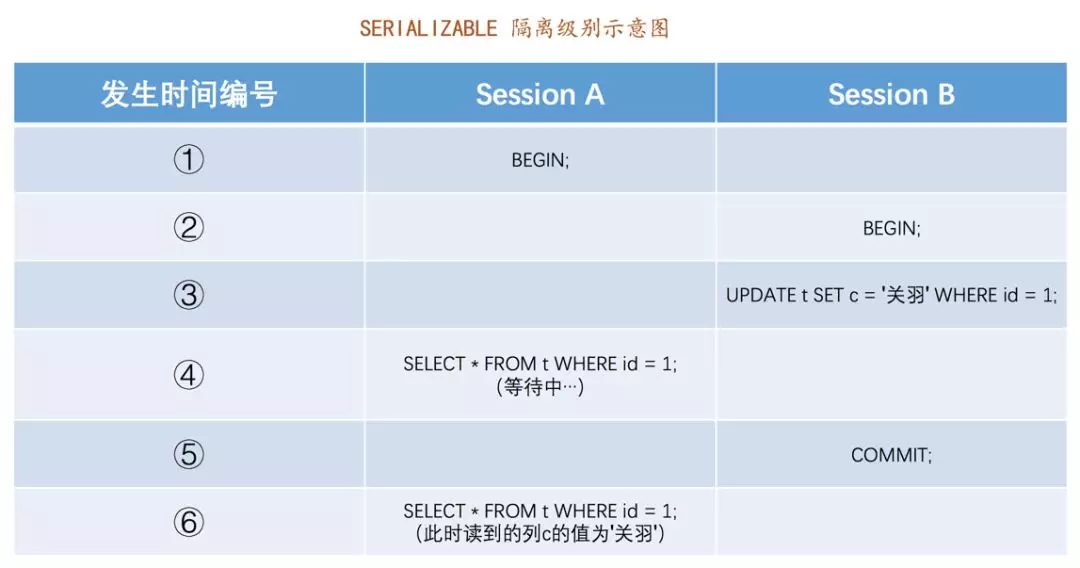 SERIALIZABLE 隔离级别示意图
发生时间编号 Session A Session B
① BEGIN;
② BEGIN;
③ UPDATE t SET c = '关羽' WHERE id = 1;
④ SELECT * FROM t WHERE id = 1;
（等待中…）
⑤ COMMIT;
⑥ SELECT * FROM t WHERE id = 1;
（此时读到的列c的值为'关羽'）